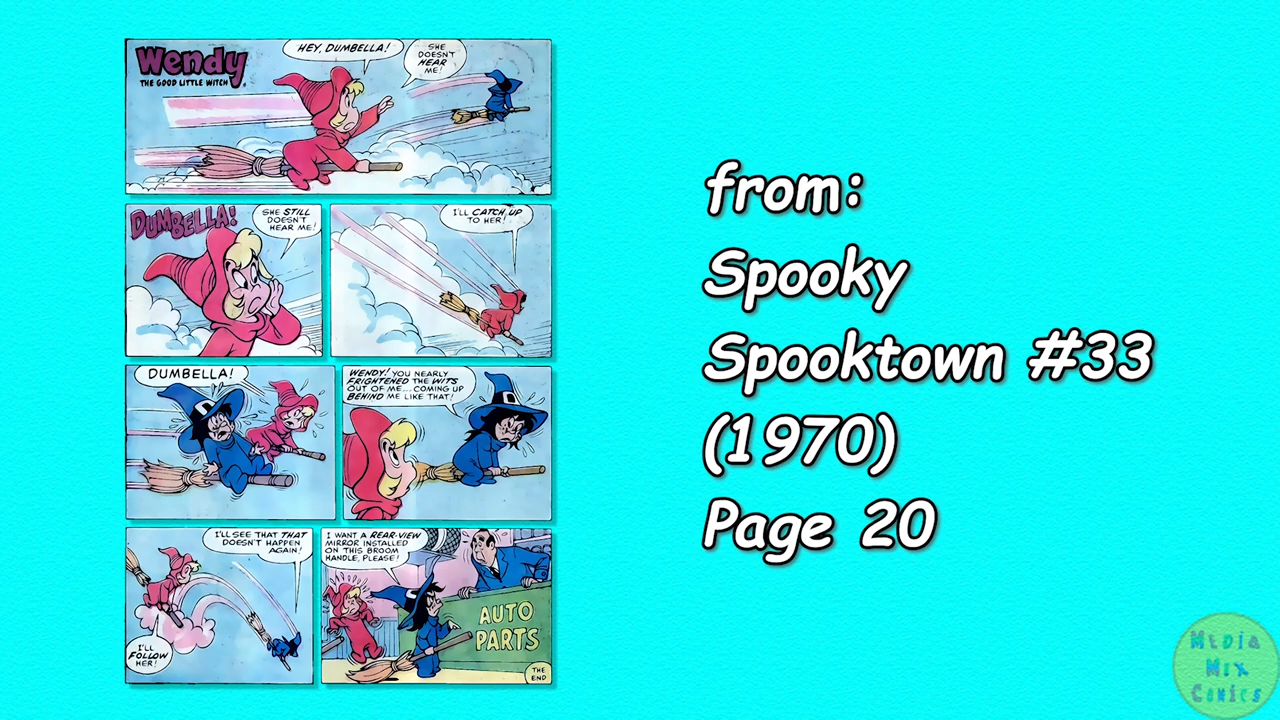 Wendy
THE GOOD LITTLE WITCH
HEY, DUMBELLA!
SHE
DOESN'T
HEAR
ME!
DUMBELLA!
SHE STILL
DOESN'T
HEAR ME!
I'LL CATCH UP
TO HER!
DUMBELLA!
WENDY! YOU NEARLY
FRIGHTENED THE WITS
OUT OF ME... COMING UP
BEHIND ME LIKE THAT!
I'LL SEE THAT THAT
DOESN'T HAPPEN
AGAIN!
I'LL
FOLLOW
HER!
I WANT A REAR-VIEW
MIRROR INSTALLED
ON THIS BROOM
HANDLE, PLEASE!
AUTO
PARTS
THE
END
from:
Spooky
Spooktown #33
(1970)
Page 20
MEDIA
MIX
COMICS